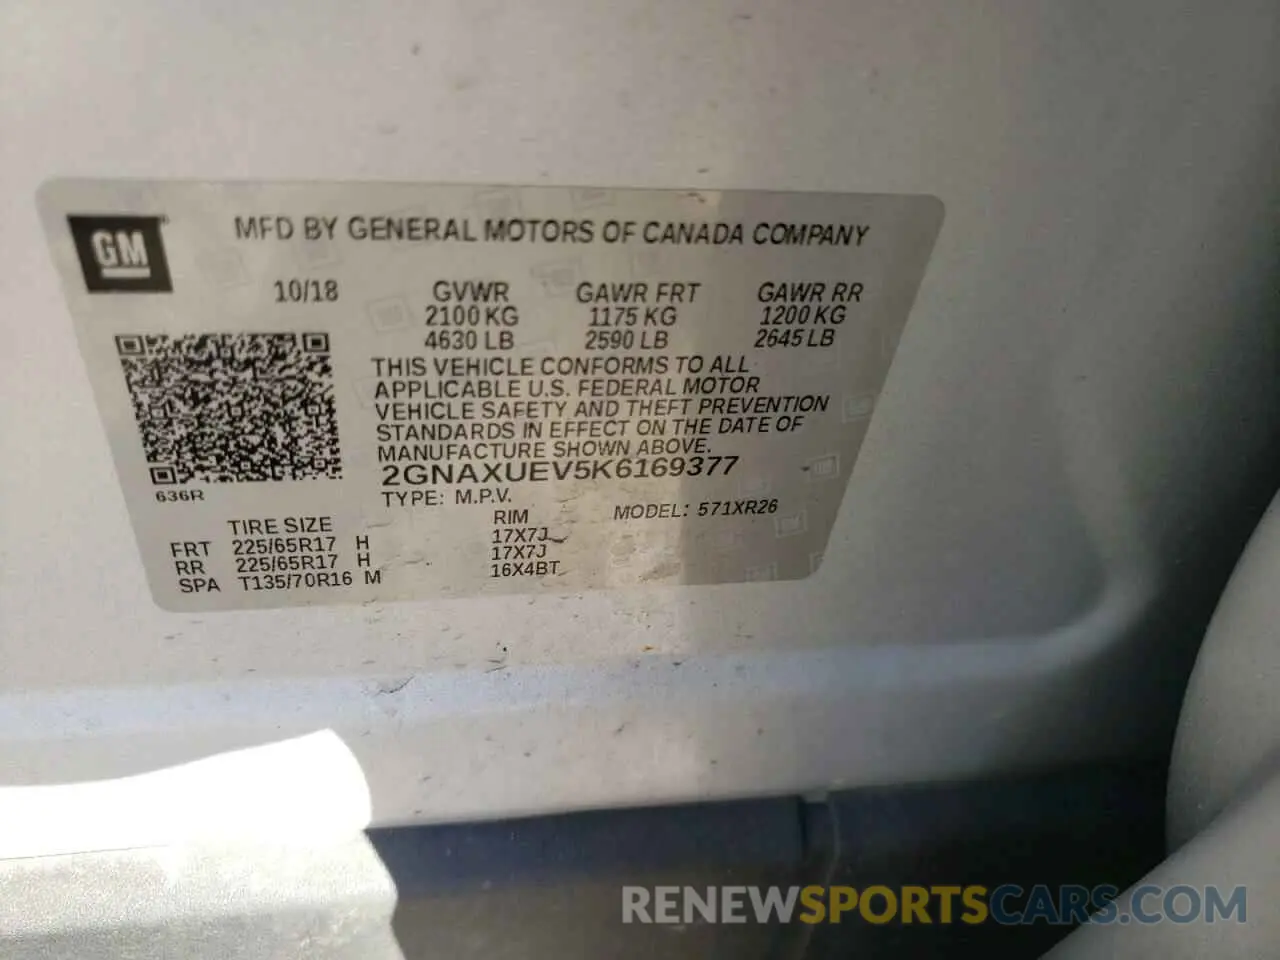 GM
MFD BY GENERAL MOTORS OF CANADA COMPANY
10/18 GVWR GAWR FRT GAWR RR
2100 KG 1175 KG 1200 KG
4630 LB 2590 LB 2645 LB
THIS VEHICLE CONFORMS TO ALL
APPLICABLE U.S. FEDERAL MOTOR
VEHICLE SAFETY AND THEFT PREVENTION
STANDARDS IN EFFECT ON THE DATE OF
MANUFACTURE SHOWN ABOVE.
2GNAXUEV5K6169377
636R
TYPE: M.P.V. MODEL: 571XR26
TIRE SIZE RIM
FRT 225/65R17 H 17X7J
RR 225/65R17 H 17X7J
SPA T135/70R16 M 16X4BT
RENEWSPORTSCARS.COM